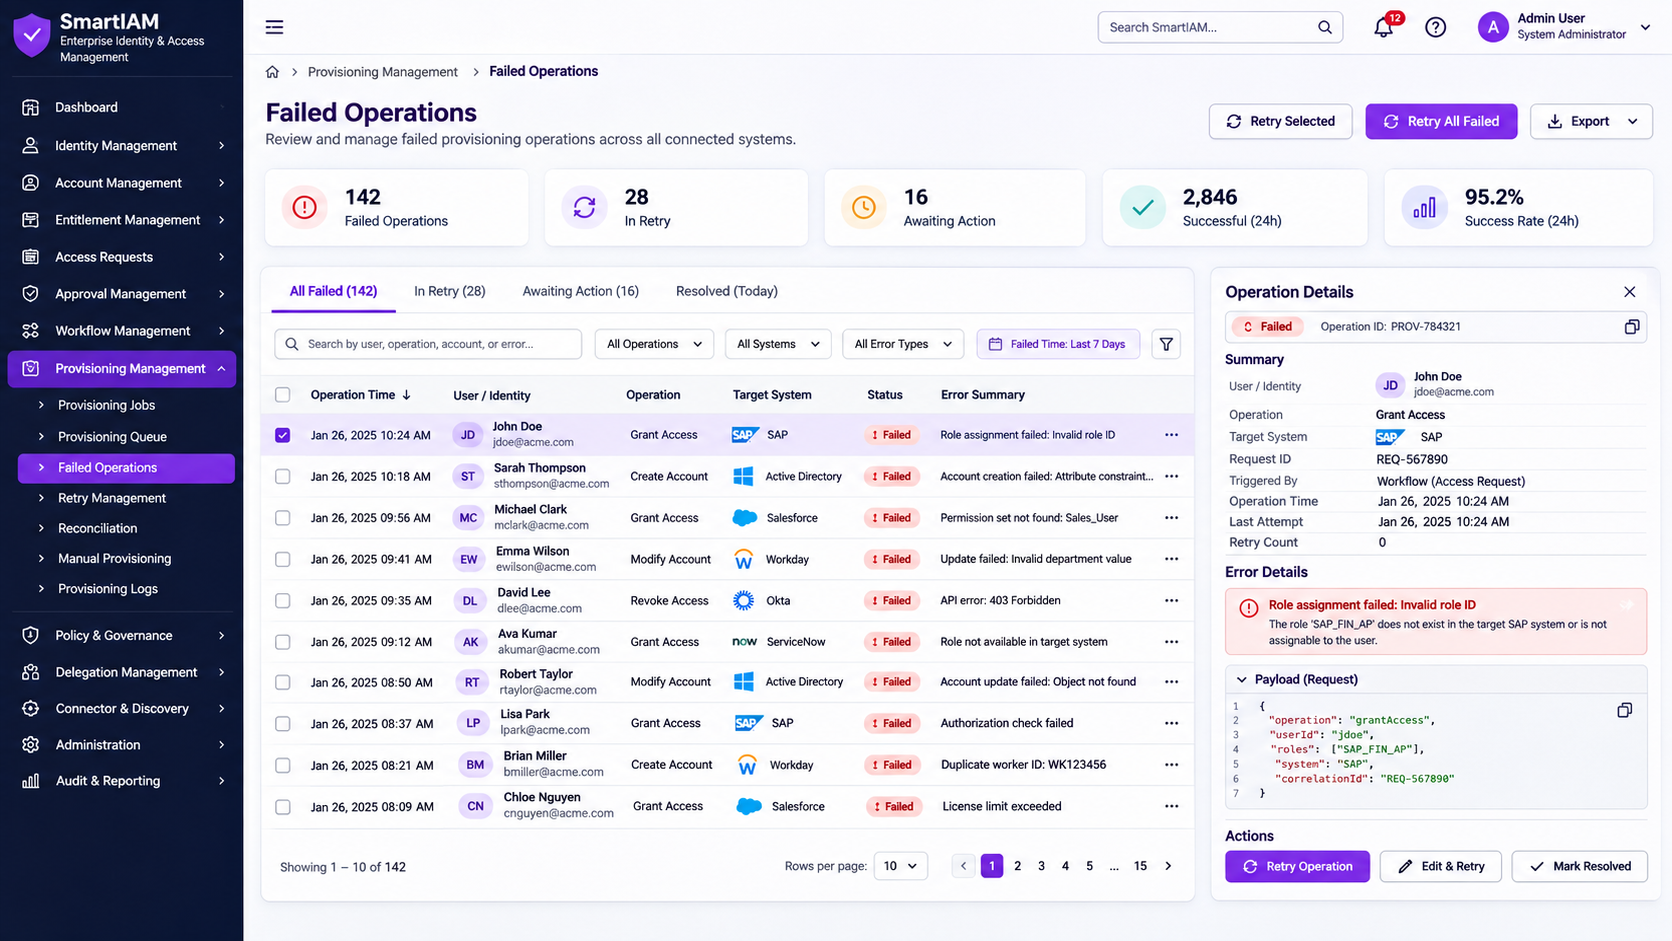 SmartIAM
Enterprise Identity & Access
Management
Dashboard
Identity Management
Account Management
Entitlement Management
Access Requests
Approval Management
Workflow Management
Provisioning Management
Provisioning Jobs
Provisioning Queue
Failed Operations
Retry Management
Reconciliation
Manual Provisioning
Provisioning Logs
Policy & Governance
Delegation Management
Connector & Discovery
Administration
Audit & Reporting
Search SmartIAM...
12
A
Admin User
System Administrator
Provisioning Management > Failed Operations
Failed Operations
Review and manage failed provisioning operations across all connected systems.
Retry Selected
Retry All Failed
Export
142
Failed Operations
28
In Retry
16
Awaiting Action
2,846
Successful (24h)
95.2%
Success Rate (24h)
All Failed (142) In Retry (28) Awaiting Action (16) Resolved (Today)
Search by user, operation, account, or error... All Operations All Systems All Error Types Failed Time: Last 7 Days
Operation Time ↓ User / Identity Operation Target System Status Error Summary
Jan 26, 2025 10:24 AM JD John Doe jdoe@acme.com Grant Access SAP SAP Failed Role assignment failed: Invalid role ID ...
Jan 26, 2025 10:18 AM ST Sarah Thompson sthompson@acme.com Create Account Active Directory Failed Account creation failed: Attribute constraint... ...
Jan 26, 2025 09:56 AM MC Michael Clark mclark@acme.com Grant Access Salesforce Failed Permission set not found: Sales_User ...
Jan 26, 2025 09:41 AM EW Emma Wilson ewilson@acme.com Modify Account Workday Failed Update failed: Invalid department value ...
Jan 26, 2025 09:35 AM DL David Lee dlee@acme.com Revoke Access Okta Failed API error: 403 Forbidden ...
Jan 26, 2025 09:12 AM AK Ava Kumar akumar@acme.com Grant Access now ServiceNow Failed Role not available in target system ...
Jan 26, 2025 08:50 AM RT Robert Taylor rtaylor@acme.com Modify Account Active Directory Failed Account update failed: Object not found ...
Jan 26, 2025 08:37 AM LP Lisa Park lpark@acme.com Grant Access SAP SAP Failed Authorization check failed ...
Jan 26, 2025 08:21 AM BM Brian Miller bmiller@acme.com Create Account Workday Failed Duplicate worker ID: WK123456 ...
Jan 26, 2025 08:09 AM CN Chloe Nguyen cnguyen@acme.com Grant Access Salesforce Failed License limit exceeded ...
Showing 1 – 10 of 142 Rows per page: 10 < 1 2 3 4 5 ... 15 >
Operation Details
Failed Operation ID: PROV-784321
Summary
User / Identity JD John Doe jdoe@acme.com
Operation Grant Access
Target System SAP SAP
Request ID REQ-567890
Triggered By Workflow (Access Request)
Operation Time Jan 26, 2025 10:24 AM
Last Attempt Jan 26, 2025 10:24 AM
Retry Count 0
Error Details
Role assignment failed: Invalid role ID
The role 'SAP_FIN_AP' does not exist in the target SAP system or is not
assignable to the user.
Payload (Request)
1 {
2 "operation": "grantAccess",
3 "userId": "jdoe",
4 "roles": ["SAP_FIN_AP"],
5 "system": "SAP",
6 "correlationId": "REQ-567890"
7 }
Actions
Retry Operation
Edit & Retry
Mark Resolved